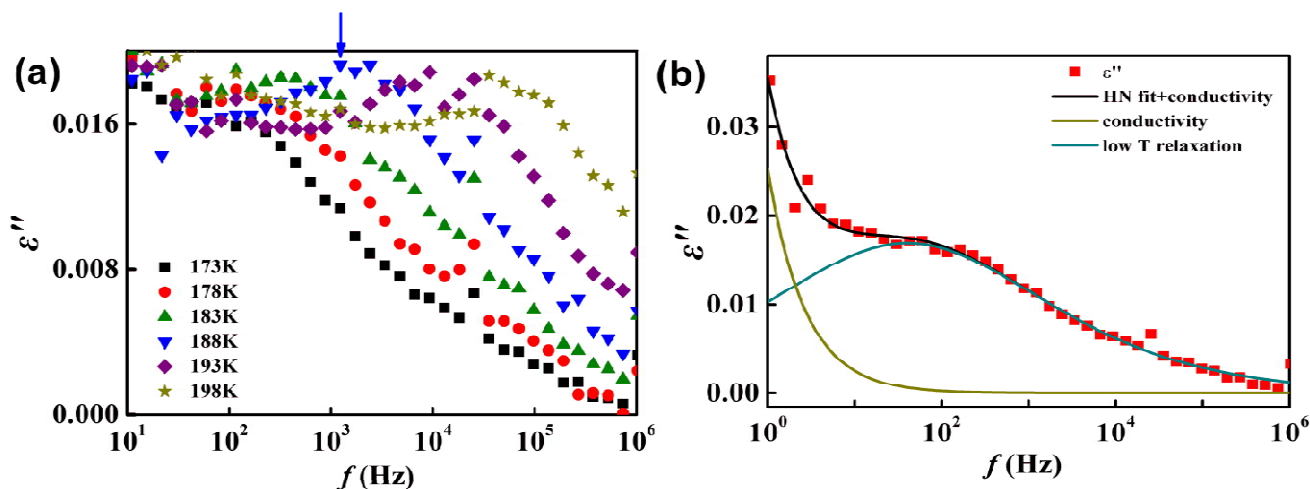 (a)
ε″
0.016
0.008
0.000
173K
178K
183K
188K
193K
198K
10¹ 10² 10³ 10⁴ 10⁵ 10⁶
f (Hz)
(b)
ε″
0.03
0.02
0.01
0.00
ε″
HN fit+conductivity
conductivity
low T relaxation
10⁰ 10² 10⁴ 10⁶
f (Hz)